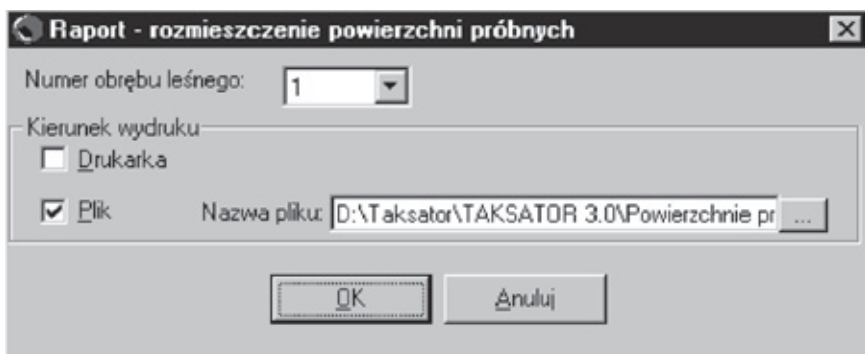 Raport - rozmieszczenie powierzchni próbnych
Numer obrębu leśnego: 1
Kierunek wydruku
Drukarka
Plik Nazwa pliku: D:\Taksator\TAKSATOR 3.0\Powierzchnie pr ...
OK Anuluj